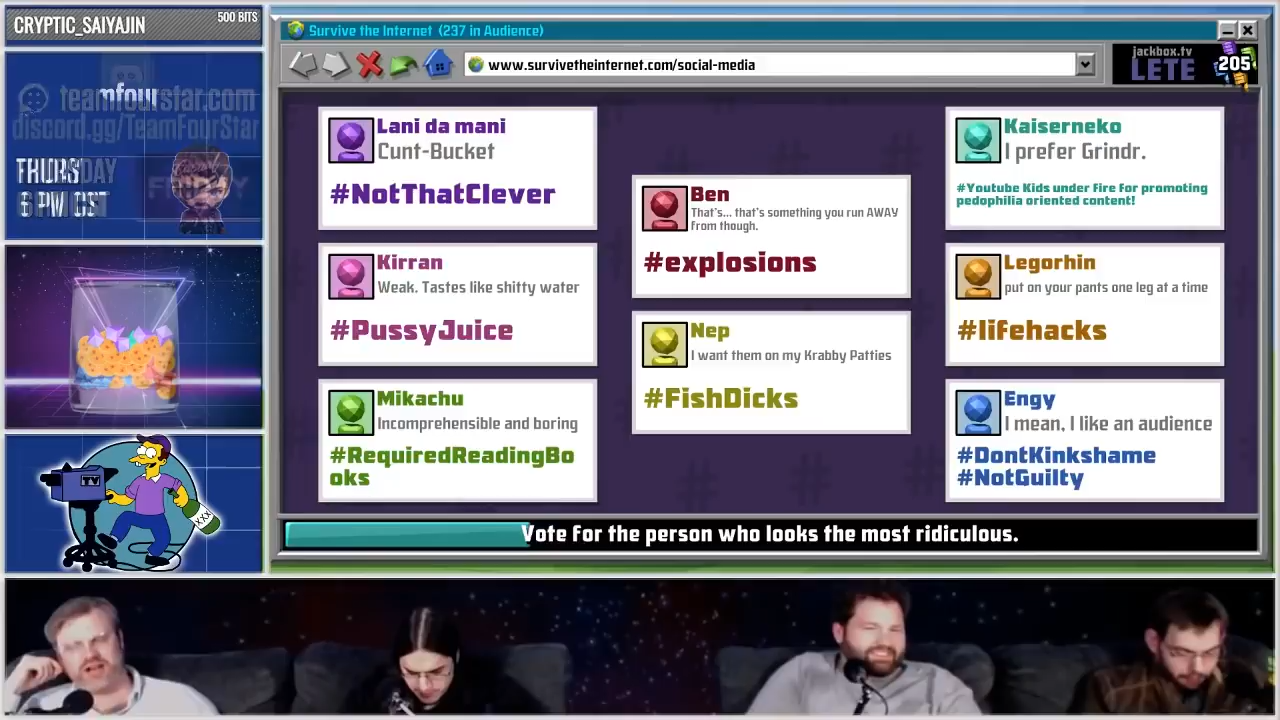 CRYPTIC_SAIYAJIN
500 BITS
teamfourstar.com
discord.gg/TeamFourStar
6 PM CST
TV
XXX
Survive the Internet (237 in Audience)
www.survivetheinternet.com/social-media
jackbox.tv
LETE
205
Lani da mani
Cunt-Bucket
#NotThatClever
Kirran
Weak. Tastes like shitty water
#PussyJuice
Mikachu
Incomprehensible and boring
#RequiredReadingBo
oks
Ben
That's... that's something you run AWAY
from though.
#explosions
Nep
I want them on my Krabby Patties
#FishDicks
Kaiserneko
I prefer Grindr.
#Youtube Kids under Fire for promoting
pedophilia oriented content!
Legorhin
put on your pants one leg at a time
#lifehacks
Engy
I mean, I like an audience
#DontKinkshame
#NotGuilty
Vote for the person who looks the most ridiculous.